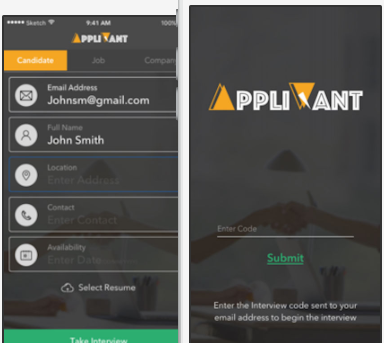 Sketch 9:41 AM 100%
APPLIVANT
Candidate Job Company
Email Address
Johnsm@gmail.com
Full Name
John Smith
Location
Enter Address
Contact
Enter Contact
Availability
Enter Date
Select Resume
Take Interview
APPLIVANT
Enter Code
Submit
Enter the Interview code sent to your
email address to begin the interview